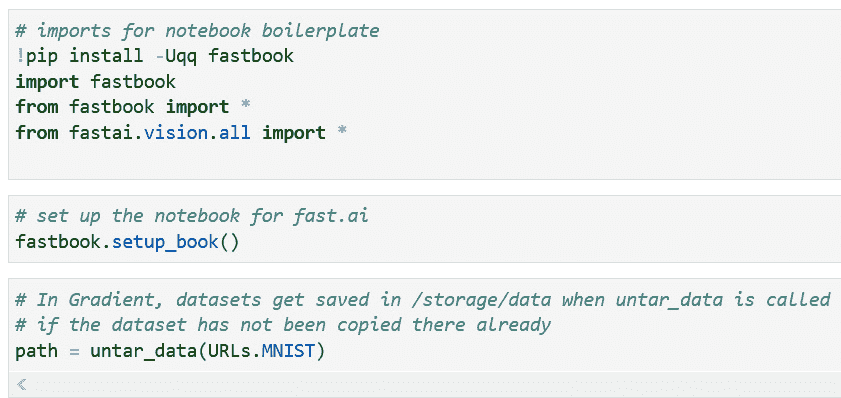 # imports for notebook boilerplate
!pip install -Uqq fastbook
import fastbook
from fastbook import *
from fastai.vision.all import *
# set up the notebook for fast.ai
fastbook.setup_book()
# In Gradient, datasets get saved in /storage/data when untar_data is called
# if the dataset has not been copied there already
path = untar_data(URLs.MNIST)